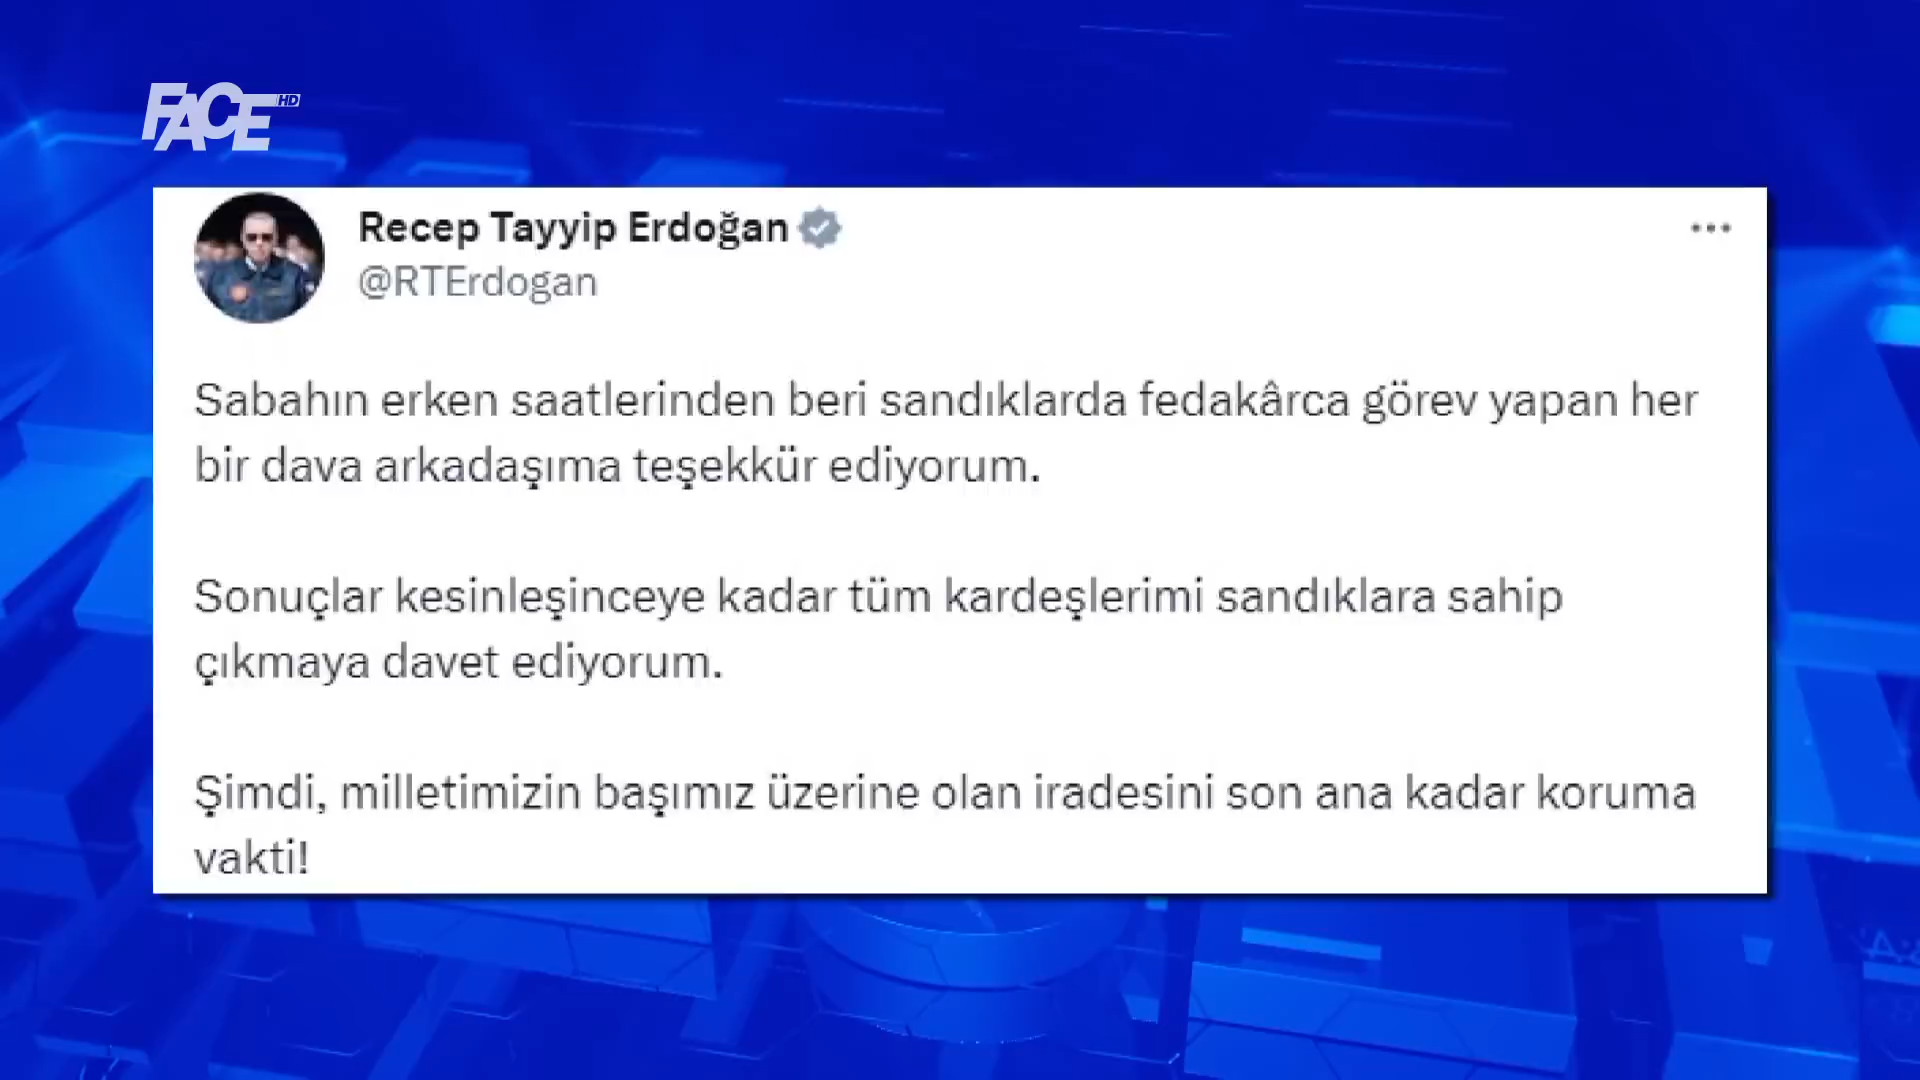 FACE HD
Recep Tayyip Erdoğan
@RTErdogan
Sabahın erken saatlerinden beri sandıklarda fedakârca görev yapan her
bir dava arkadaşıma teşekkür ediyorum.
Sonuçlar kesinleşinceye kadar tüm kardeşlerimi sandıklara sahip
çıkmaya davet ediyorum.
Şimdi, milletimizin başımız üzerine olan iradesini son ana kadar koruma
vakti!